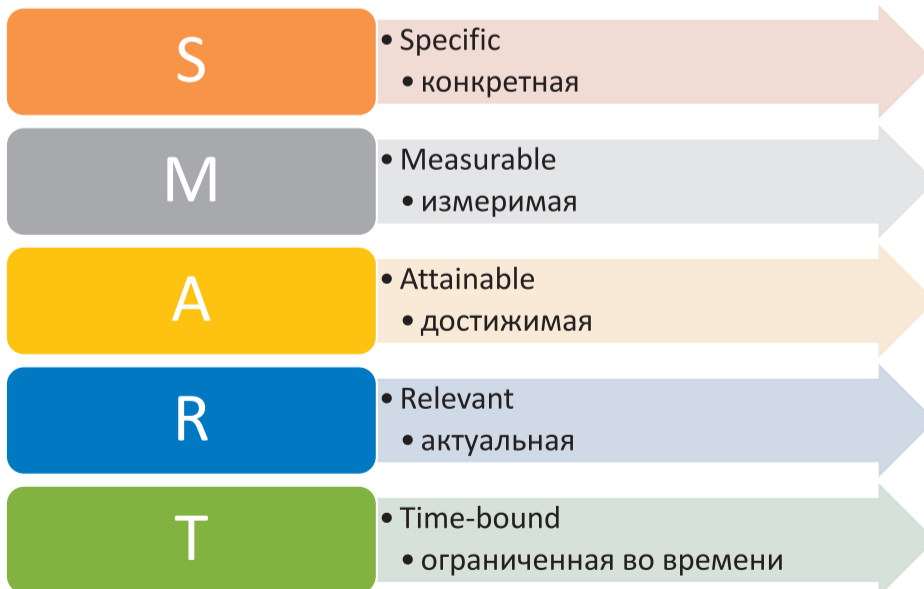 S
• Specific
• конкретная
M
• Measurable
• измеримая
A
• Attainable
• достижимая
R
• Relevant
• актуальная
T
• Time-bound
• ограниченная во времени